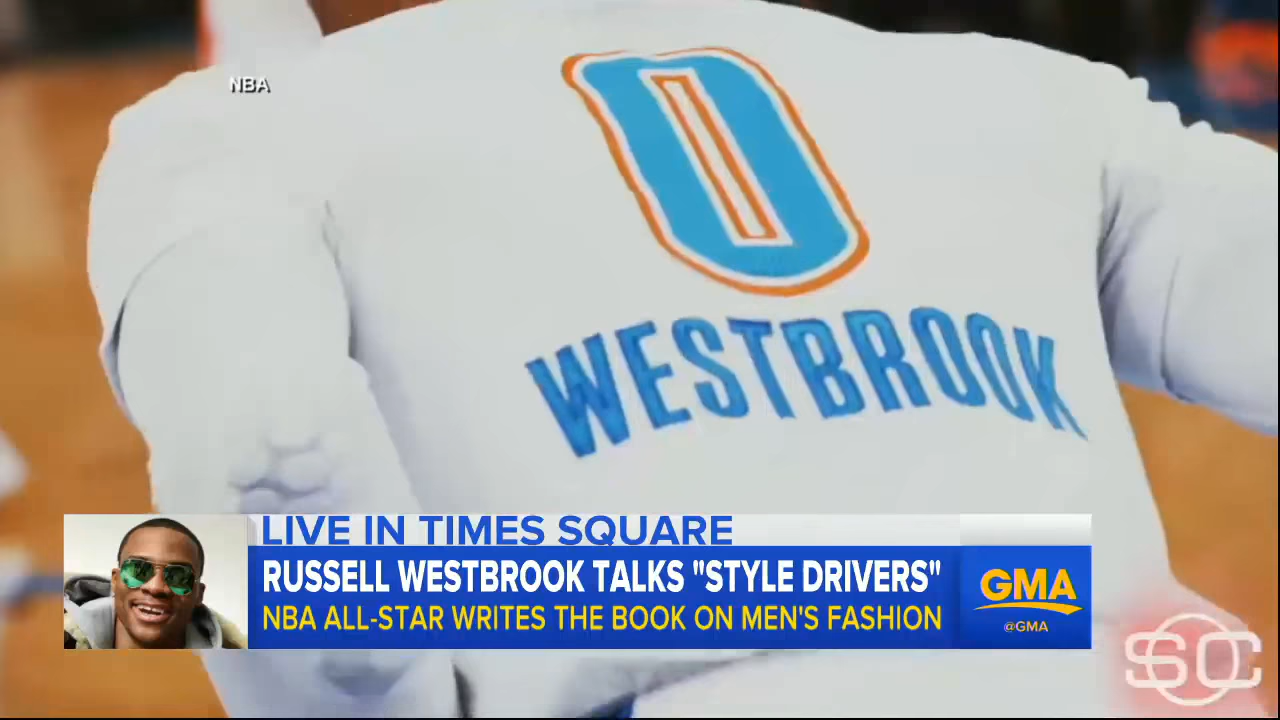 NBA
0
WESTBROOK
LIVE IN TIMES SQUARE
RUSSELL WESTBROOK TALKS "STYLE DRIVERS"
NBA ALL-STAR WRITES THE BOOK ON MEN'S FASHION
GMA
@GMA
SC